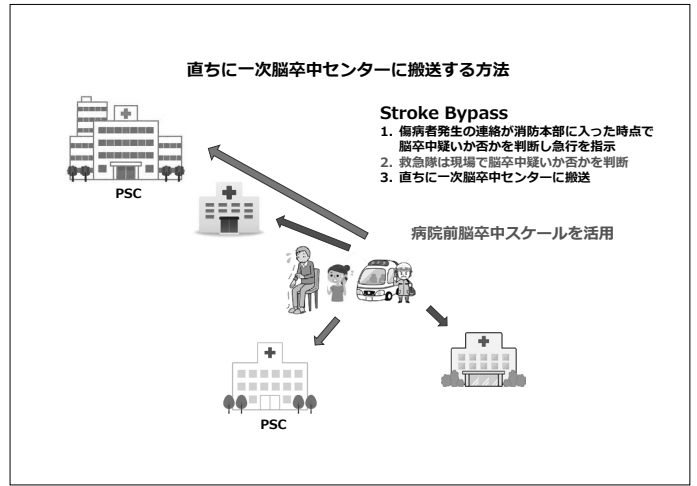 直ちに一次脳卒中センターに搬送する方法
Stroke Bypass
1. 傷病者発生の連絡が消防本部に入った時点で
脳卒中疑いか否かを判断し急行を指示
2. 救急隊は現場で脳卒中疑いか否かを判断
3. 直ちに一次脳卒中センターに搬送
PSC
病院前脳卒中スケールを活用
PSC